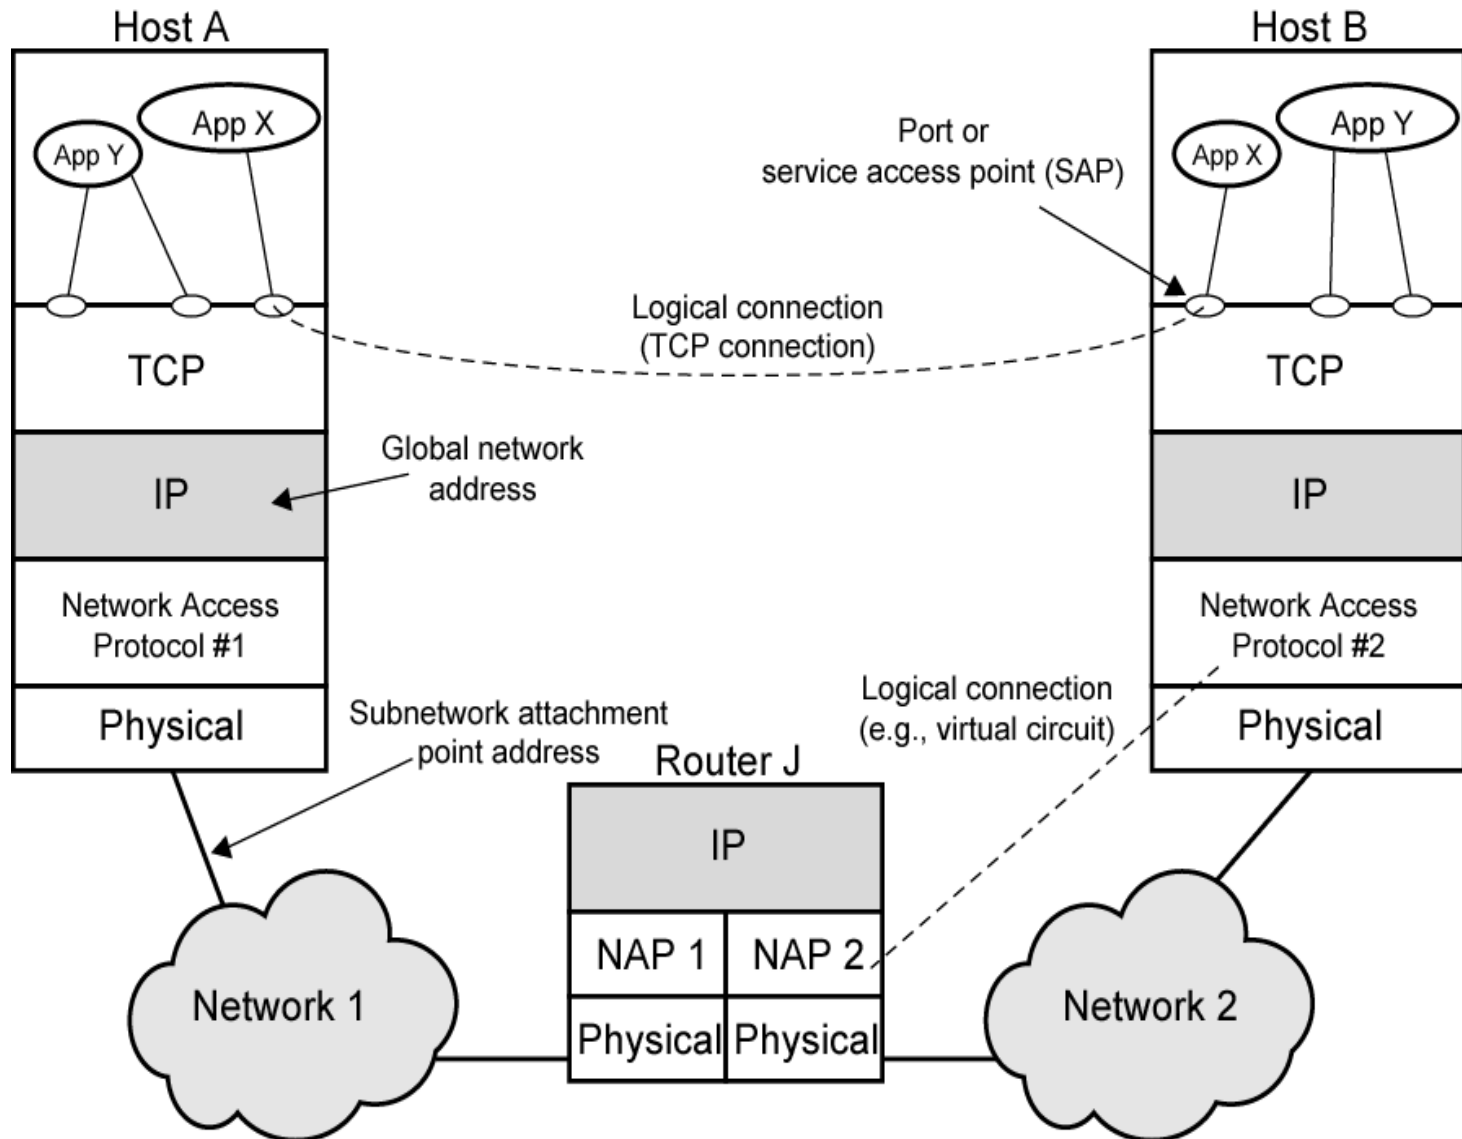 Host A
Host B
App X
App Y
App Y
App X
Port or
service access point (SAP)
Logical connection
(TCP connection)
TCP
TCP
Global network
address
IP
IP
Network Access
Protocol #1
Network Access
Protocol #2
Logical connection
(e.g., virtual circuit)
Subnetwork attachment
point address
Physical
Physical
Router J
IP
NAP 1
NAP 2
Network 1
Network 2
Physical
Physical